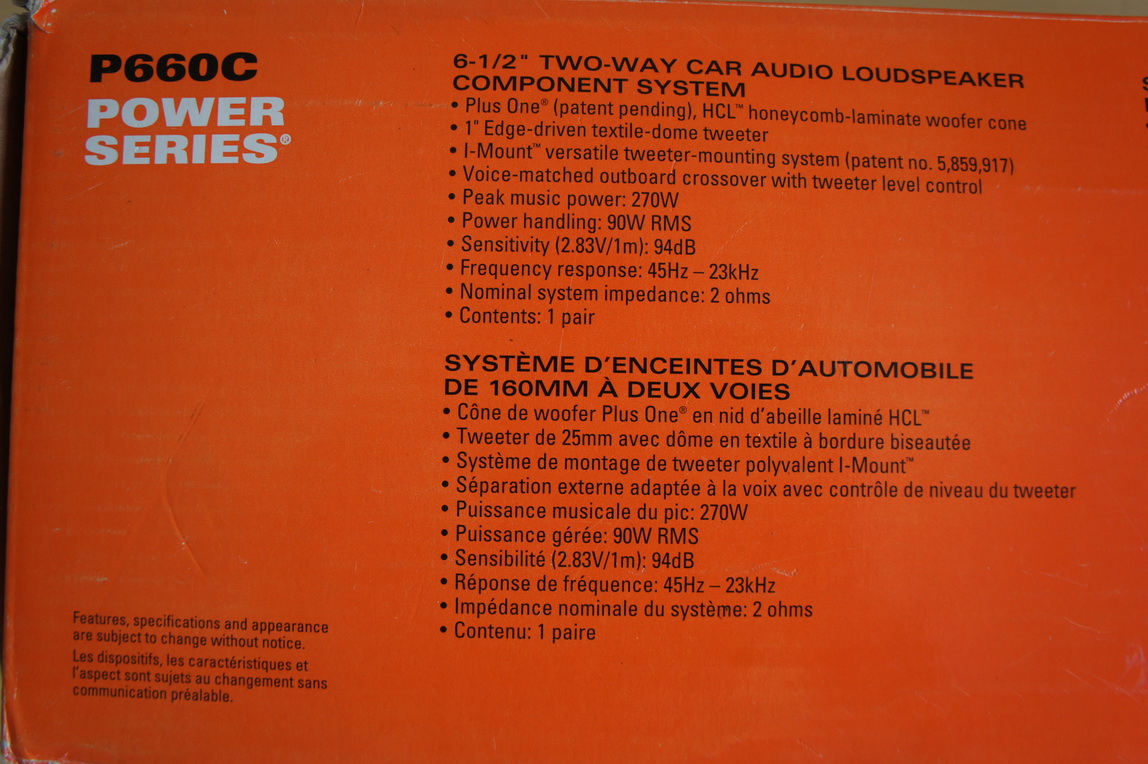 P660C
POWER
SERIES®
6-1/2" TWO-WAY CAR AUDIO LOUDSPEAKER
COMPONENT SYSTEM
• Plus One® (patent pending), HCL™ honeycomb-laminate woofer cone
• 1" Edge-driven textile-dome tweeter
• I-Mount™ versatile tweeter-mounting system (patent no. 5,859,917)
• Voice-matched outboard crossover with tweeter level control
• Peak music power: 270W
• Power handling: 90W RMS
• Sensitivity (2.83V/1m): 94dB
• Frequency response: 45Hz – 23kHz
• Nominal system impedance: 2 ohms
• Contents: 1 pair
SYSTÈME D'ENCEINTES D'AUTOMOBILE
DE 160MM À DEUX VOIES
• Cône de woofer Plus One® en nid d'abeille laminé HCL™
• Tweeter de 25mm avec dôme en textile à bordure biseautée
• Système de montage de tweeter polyvalent I-Mount™
• Séparation externe adaptée à la voix avec contrôle de niveau du tweeter
• Puissance musicale du pic: 270W
• Puissance gérée: 90W RMS
• Sensibilité (2.83V/1m): 94dB
• Réponse de fréquence: 45Hz – 23kHz
• Impédance nominale du système: 2 ohms
• Contenu: 1 paire
Features, specifications and appearance
are subject to change without notice.
Les dispositifs, les caractéristiques et
l'aspect sont sujets au changement sans
communication préalable.